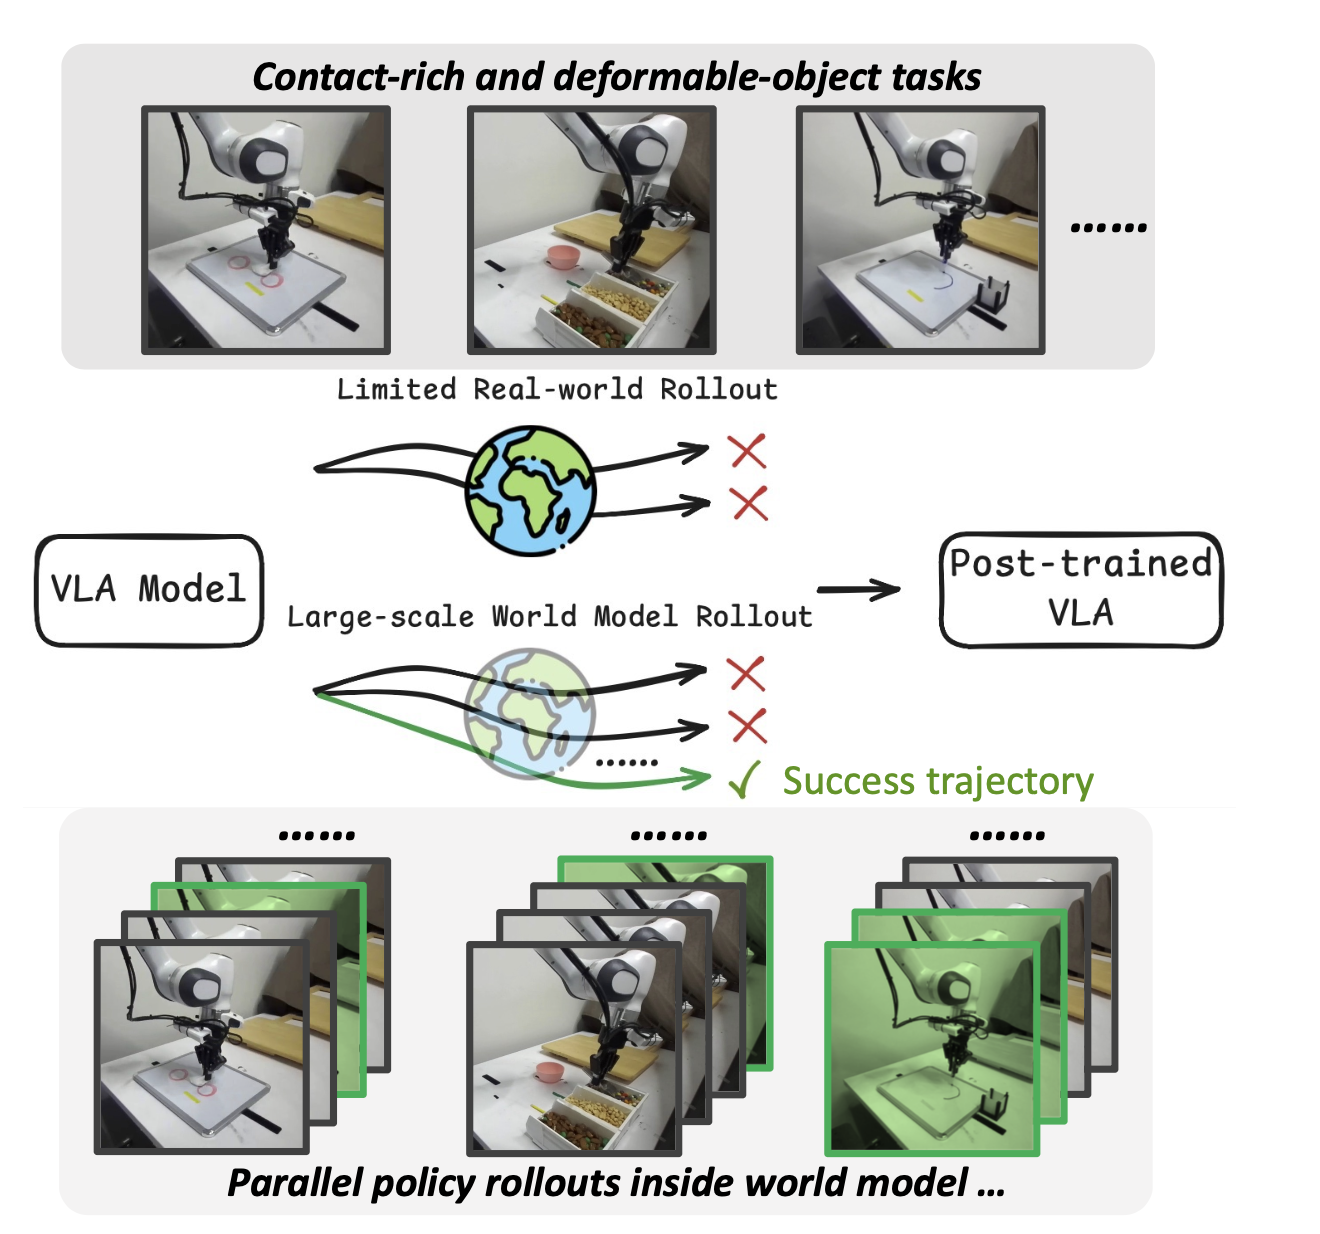 Contact-rich and deformable-object tasks
……
Limited Real-world Rollout
VLA Model
Post-trained
VLA
Large-scale World Model Rollout
……
Success trajectory
…… …… ……
Parallel policy rollouts inside world model …